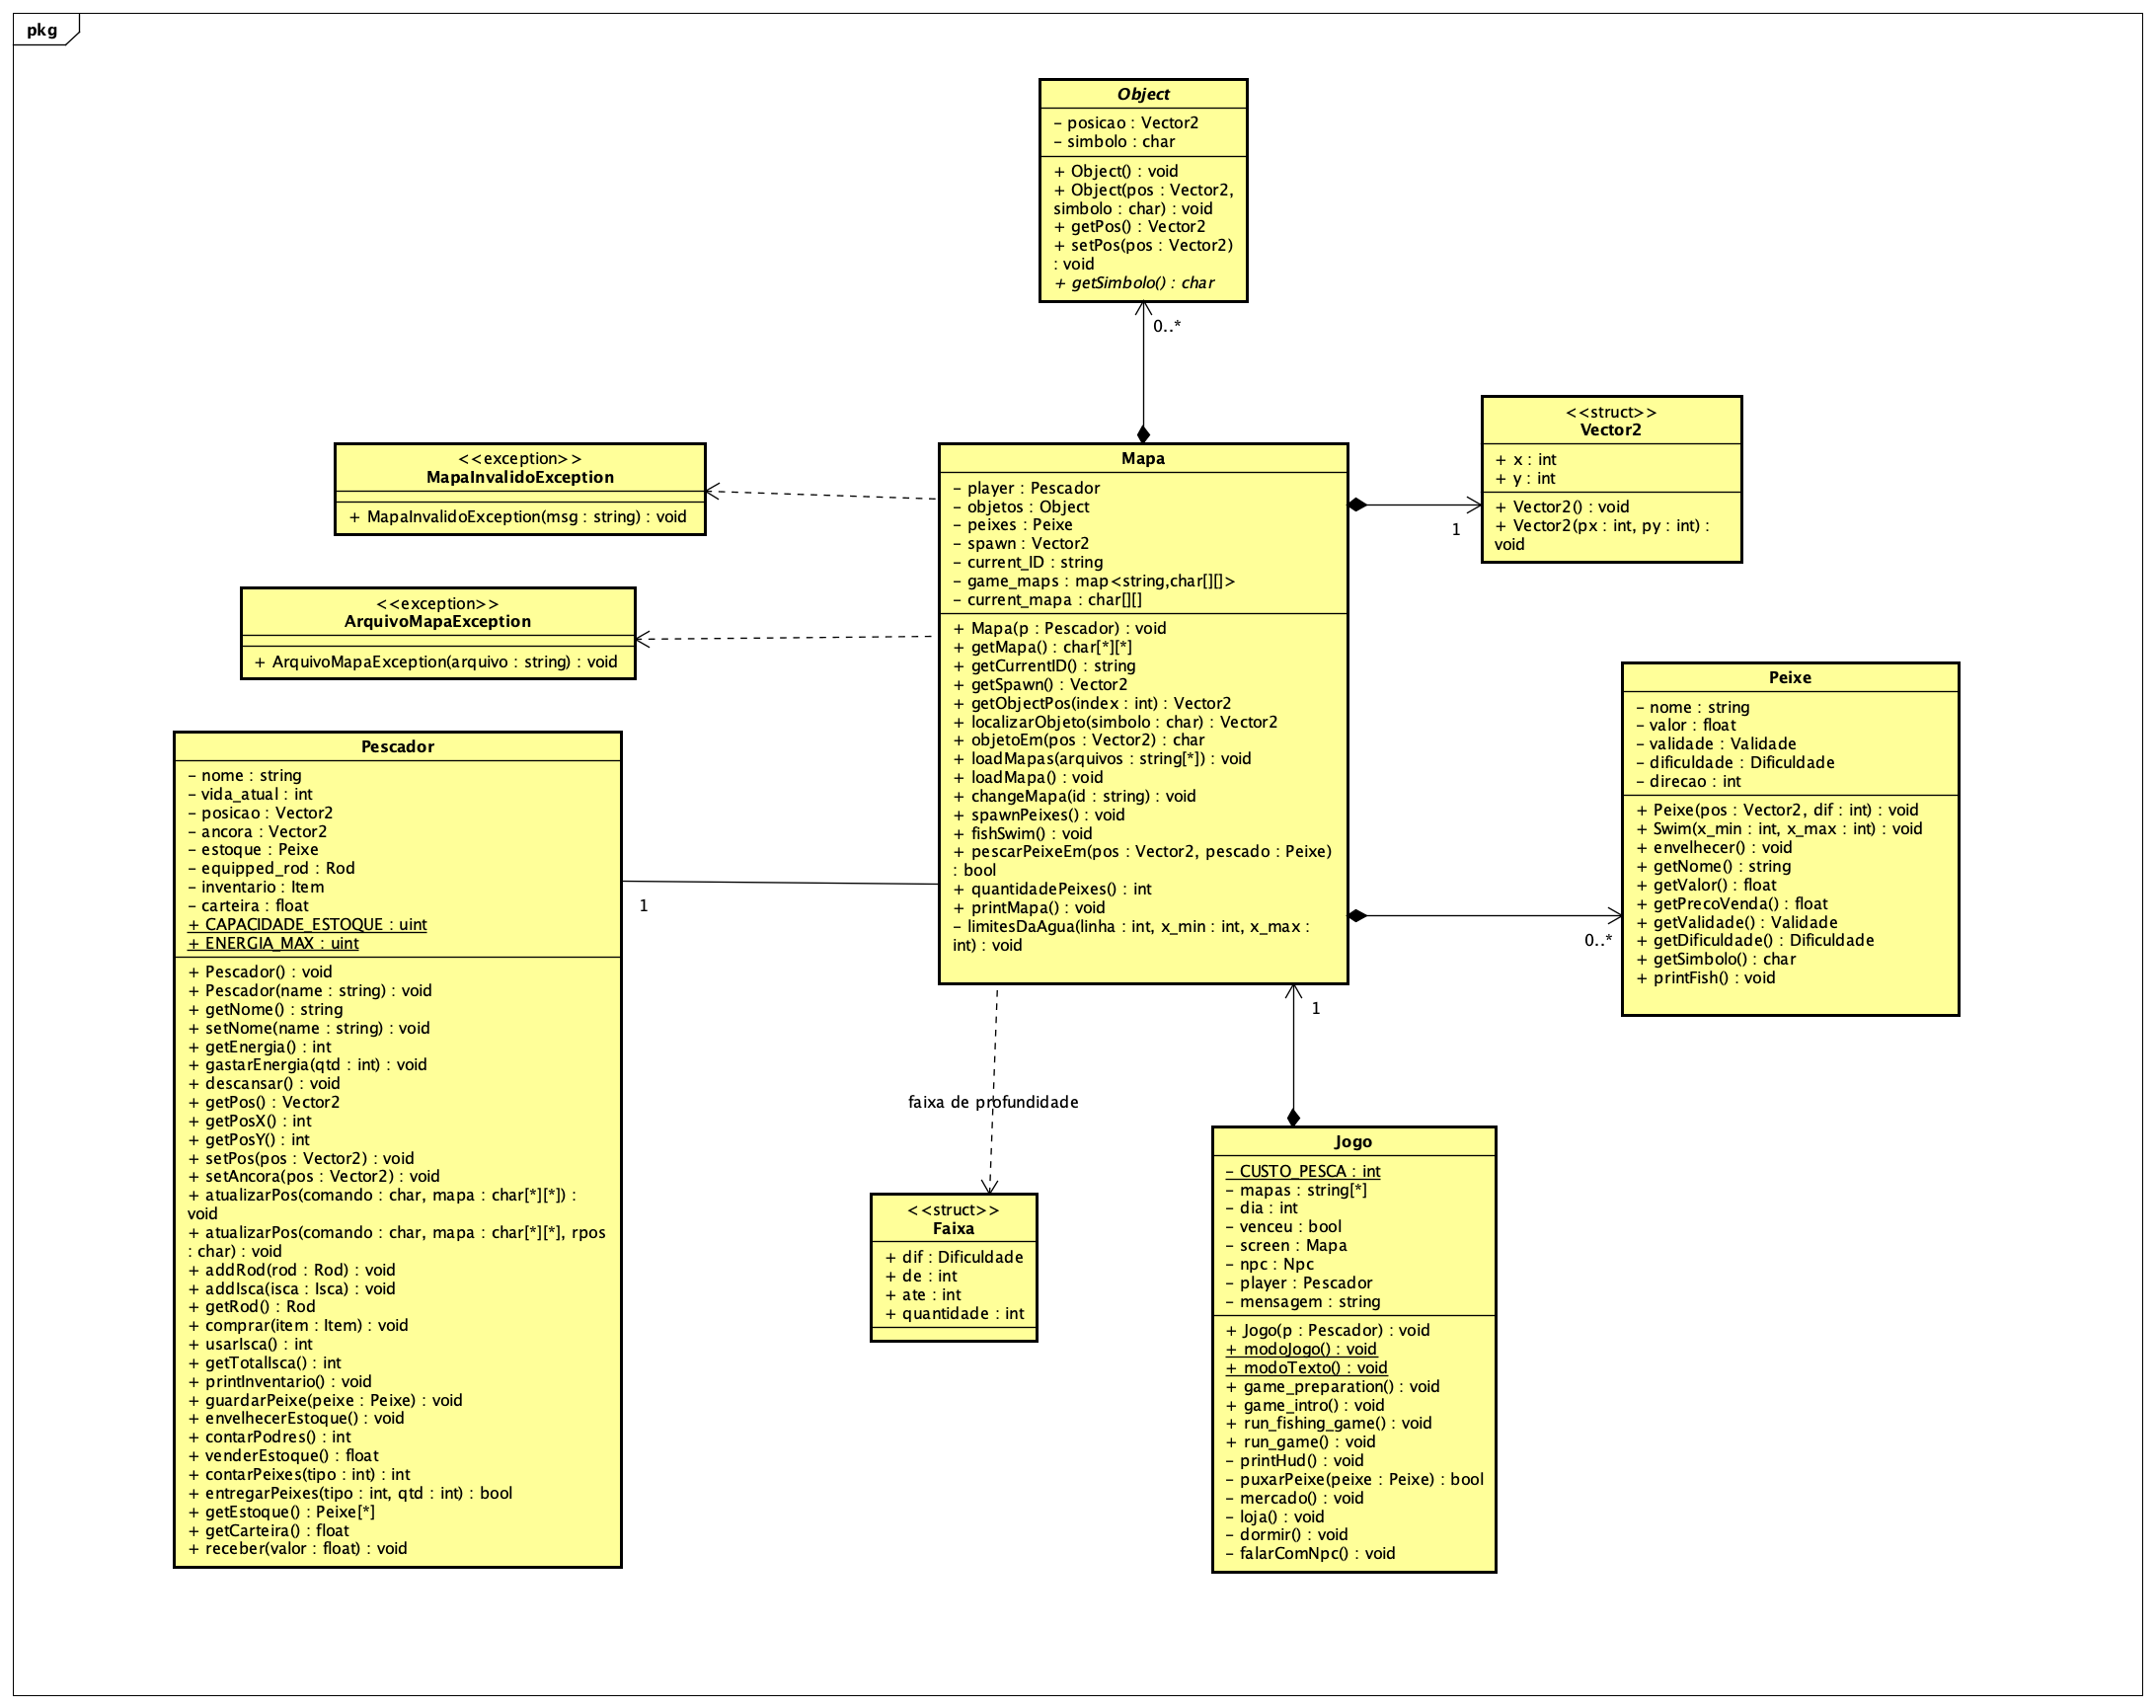 pkg
Object
– posicao : Vector2
– simbolo : char
+ Object() : void
+ Object(pos : Vector2,
simbolo : char) : void
+ getPos() : Vector2
+ setPos(pos : Vector2)
: void
+ getSimbolo() : char
0..*
<<struct>>
Vector2
+ x : int
+ y : int
+ Vector2() : void
+ Vector2(px : int, py : int) :
void
1
<<exception>>
MapaInvalidoException
+ MapaInvalidoException(msg : string) : void
<<exception>>
ArquivoMapaException
+ ArquivoMapaException(arquivo : string) : void
Mapa
– player : Pescador
– objetos : Object
– peixes : Peixe
– spawn : Vector2
– current_ID : string
– game_maps : map<string,char[][]>
– current_mapa : char[][]
+ Mapa(p : Pescador) : void
+ getMapa() : char[*][*]
+ getCurrentID() : string
+ getSpawn() : Vector2
+ getObjectPos(index : int) : Vector2
+ localizarObjeto(simbolo : char) : Vector2
+ objetoEm(pos : Vector2) : char
+ loadMapas(arquivos : string[*]) : void
+ loadMapa() : void
+ changeMapa(id : string) : void
+ spawnPeixes() : void
+ fishSwim() : void
+ pescarPeixeEm(pos : Vector2, pescado : Peixe)
: bool
+ quantidadePeixes() : int
+ printMapa() : void
– limitesDaAgua(linha : int, x_min : int, x_max :
int) : void
Peixe
– nome : string
– valor : float
– validade : Validade
– dificuldade : Dificuldade
– direcao : int
+ Peixe(pos : Vector2, dif : int) : void
+ Swim(x_min : int, x_max : int) : void
+ envelhecer() : void
+ getNome() : string
+ getValor() : float
+ getPrecoVenda() : float
+ getValidade() : Validade
+ getDificuldade() : Dificuldade
+ getSimbolo() : char
+ printFish() : void
0..*
Pescador
– nome : string
– vida_atual : int
– posicao : Vector2
– ancora : Vector2
– estoque : Peixe
– equipped_rod : Rod
– inventario : Item
– carteira : float
+ CAPACIDADE_ESTOQUE : uint
+ ENERGIA_MAX : uint
+ Pescador() : void
+ Pescador(name : string) : void
+ getNome() : string
+ setNome(name : string) : void
+ getEnergia() : int
+ gastarEnergia(qtd : int) : void
+ descansar() : void
+ getPos() : Vector2
+ getPosX() : int
+ getPosY() : int
+ setPos(pos : Vector2) : void
+ setAncora(pos : Vector2) : void
+ atualizarPos(comando : char, mapa : char[*][*]) :
void
+ atualizarPos(comando : char, mapa : char[*][*], rpos
: char) : void
+ addRod(rod : Rod) : void
+ addIsca(isca : Isca) : void
+ getRod() : Rod
+ comprar(item : Item) : void
+ usarIsca() : int
+ getTotalIsca() : int
+ printInventario() : void
+ guardarPeixe(peixe : Peixe) : void
+ envelhecerEstoque() : void
+ contarPodres() : int
+ venderEstoque() : float
+ contarPeixes(tipo : int) : int
+ entregarPeixes(tipo : int, qtd : int) : bool
+ getEstoque() : Peixe[*]
+ getCarteira() : float
+ receber(valor : float) : void
1
1
faixa de profundidade
<<struct>>
Faixa
+ dif : Dificuldade
+ de : int
+ ate : int
+ quantidade : int
Jogo
– CUSTO_PESCA : int
– mapas : string[*]
– dia : int
– venceu : bool
– screen : Mapa
– npc : Npc
– player : Pescador
– mensagem : string
+ Jogo(p : Pescador) : void
+ modoJogo() : void
+ modoTexto() : void
+ game_preparation() : void
+ game_intro() : void
+ run_fishing_game() : void
+ run_game() : void
– printHud() : void
– puxarPeixe(peixe : Peixe) : bool
– mercado() : void
– loja() : void
– dormir() : void
– falarComNpc() : void